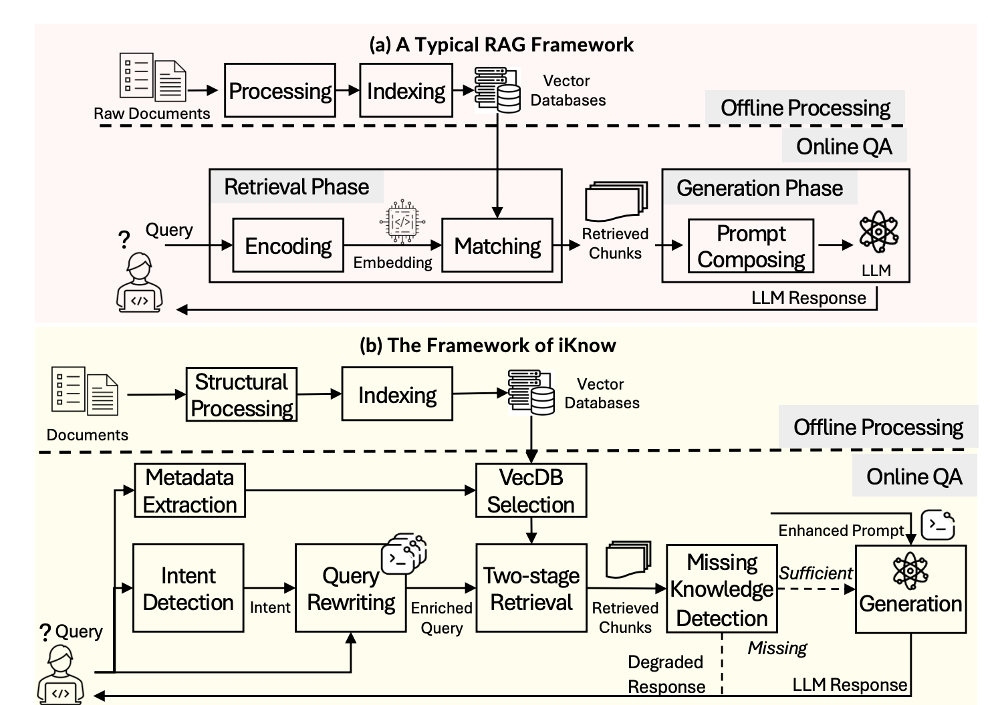 (a) A Typical RAG Framework
Raw Documents
Processing
Indexing
Vector
Databases
Offline Processing
Online QA
Retrieval Phase
Generation Phase
?
Query
Encoding
</>
Embedding
Matching
Retrieved
Chunks
Prompt
Composing
LLM
</>
LLM Response
(b) The Framework of iKnow
Documents
Structural
Processing
Indexing
Vector
Databases
Offline Processing
Online QA
Metadata
Extraction
VecDB
Selection
Enhanced Prompt
>_
Intent
Detection
Intent
Query
Rewriting
>_
Enriched
Query
Two-stage
Retrieval
Retrieved
Chunks
Missing
Knowledge
Detection
Sufficient
Generation
? Query
</>
Missing
Degraded
Response
LLM Response